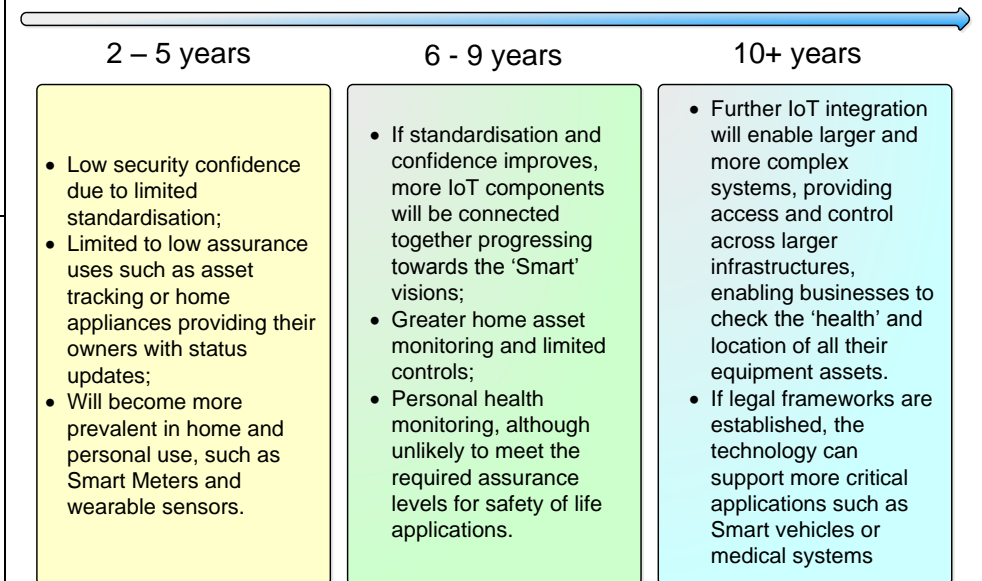 2 – 5 years
6 - 9 years
10+ years
• Low security confidence
due to limited
standardisation;
• Limited to low assurance
uses such as asset
tracking or home
appliances providing their
owners with status
updates;
• Will become more
prevalent in home and
personal use, such as
Smart Meters and
wearable sensors.
• If standardisation and
confidence improves,
more IoT components
will be connected
together progressing
towards the ‘Smart’
visions;
• Greater home asset
monitoring and limited
controls;
• Personal health
monitoring, although
unlikely to meet the
required assurance
levels for safety of life
applications.
• Further IoT integration
will enable larger and
more complex
systems, providing
access and control
across larger
infrastructures,
enabling businesses to
check the ‘health’ and
location of all their
equipment assets.
• If legal frameworks are
established, the
technology can
support more critical
applications such as
Smart vehicles or
medical systems